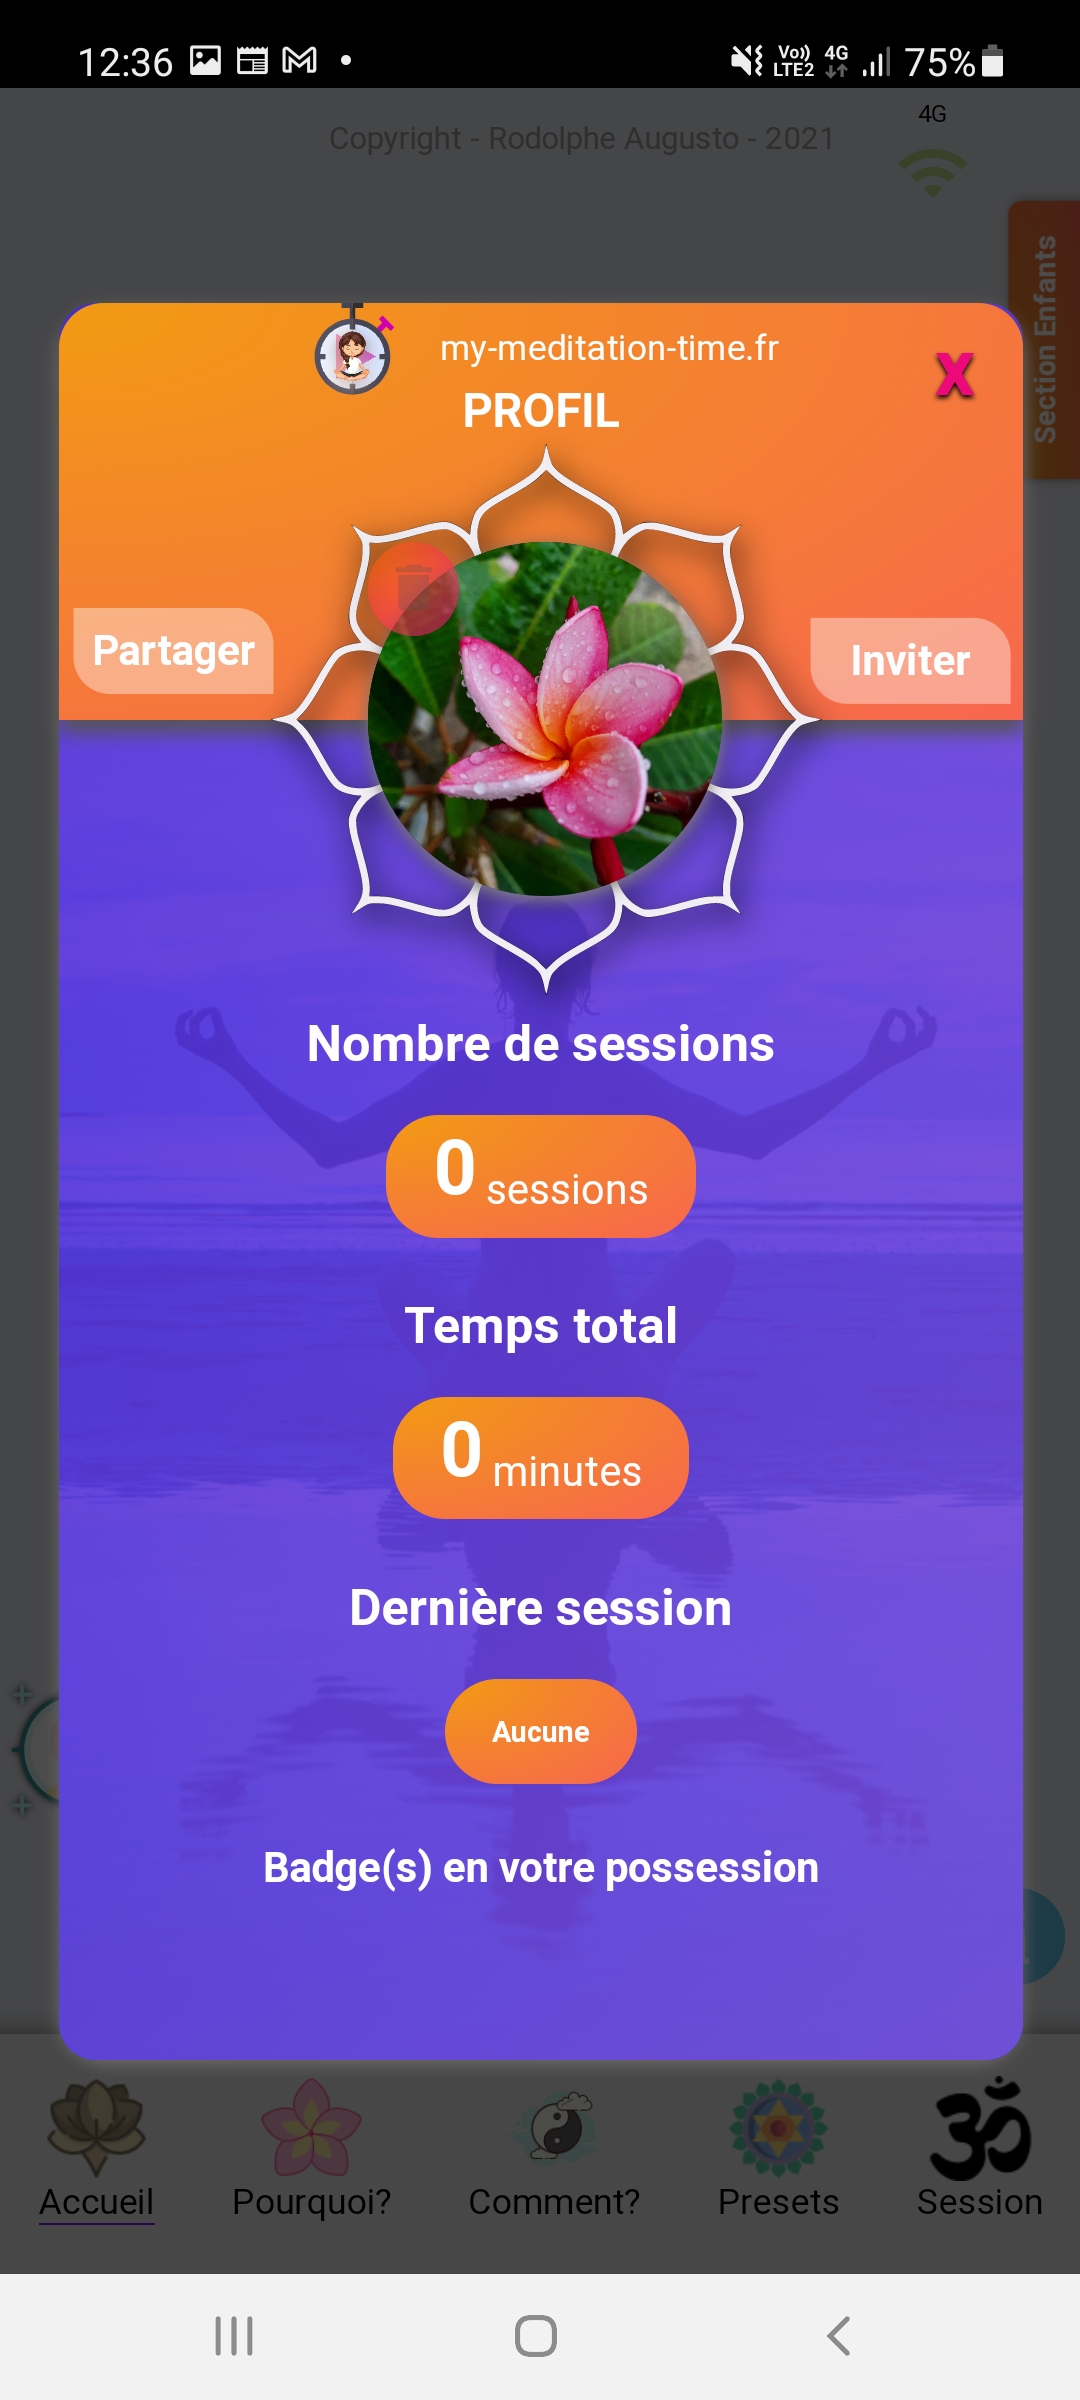 12:36
Vo)) LTE2 4G 75%
4G
Copyright - Rodolphe Augusto - 2021
Section Enfants
my-meditation-time.fr
X
PROFIL
Partager
Inviter
Nombre de sessions
0 sessions
Temps total
0 minutes
Dernière session
Aucune
Badge(s) en votre possession
Accueil
Pourquoi?
Comment?
Presets
Session